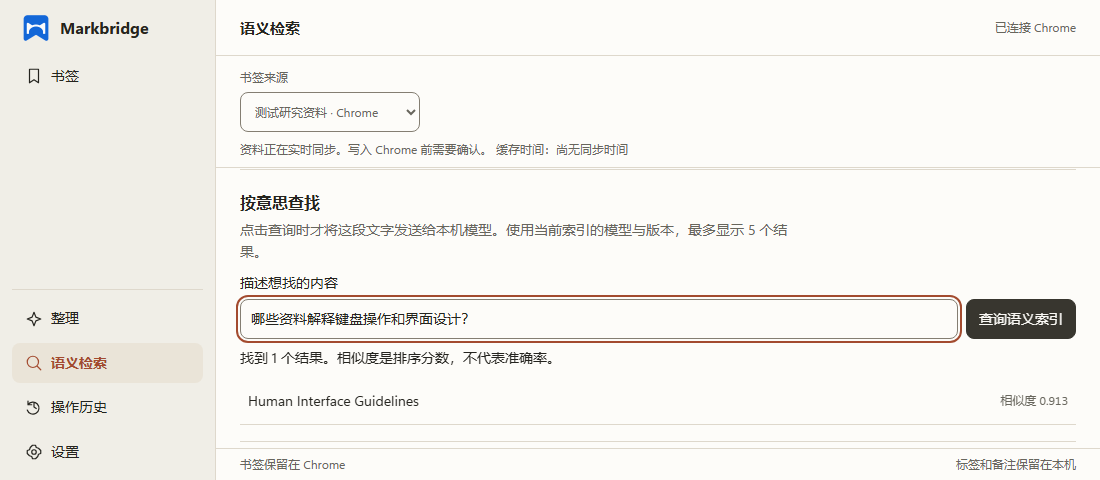 Markbridge
书签
整理
语义检索
操作历史
设置
语义检索
已连接 Chrome
书签来源
测试研究资料 · Chrome
资料正在实时同步。写入 Chrome 前需要确认。 缓存时间：尚无同步时间
按意思查找
点击查询时才将这段文字发送给本机模型。使用当前索引的模型与版本，最多显示 5 个结
果。
描述想找的内容
哪些资料解释键盘操作和界面设计？
查询语义索引
找到 1 个结果。相似度是排序分数，不代表准确率。
Human Interface Guidelines
相似度 0.913
书签保留在 Chrome
标签和备注保留在本机